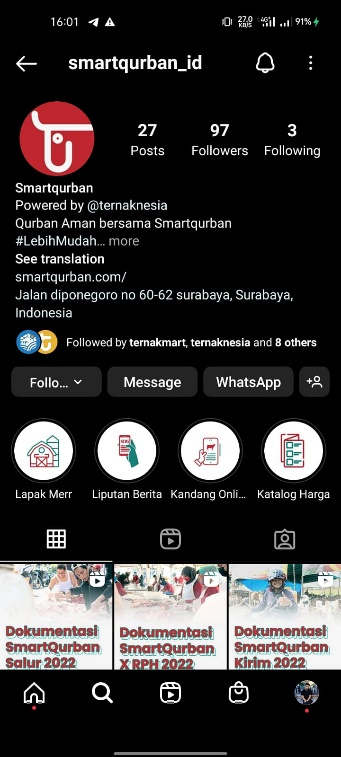 16:01
27,0
KB/S
4G
91%
smartqurban_id
27
97
3
Posts
Followers
Following
Smartqurban
Powered by @ternaknesia
Qurban Aman bersama Smartqurban
#LebihMudah... more
See translation
smartqurban.com/
Jalan diponegoro no 60-62 surabaya, Surabaya,
Indonesia
Followed by ternakmart, ternaknesia and 8 others
Follo...
Message
WhatsApp
Lapak Merr
Liputan Berita
Kandang Onli...
Katalog Harga
Dokumentasi
SmartQurban
Salur 2022
Dokumentasi
SmartQurban
X RPH 2022
Dokumentasi
SmartQurban
Kirim 2022